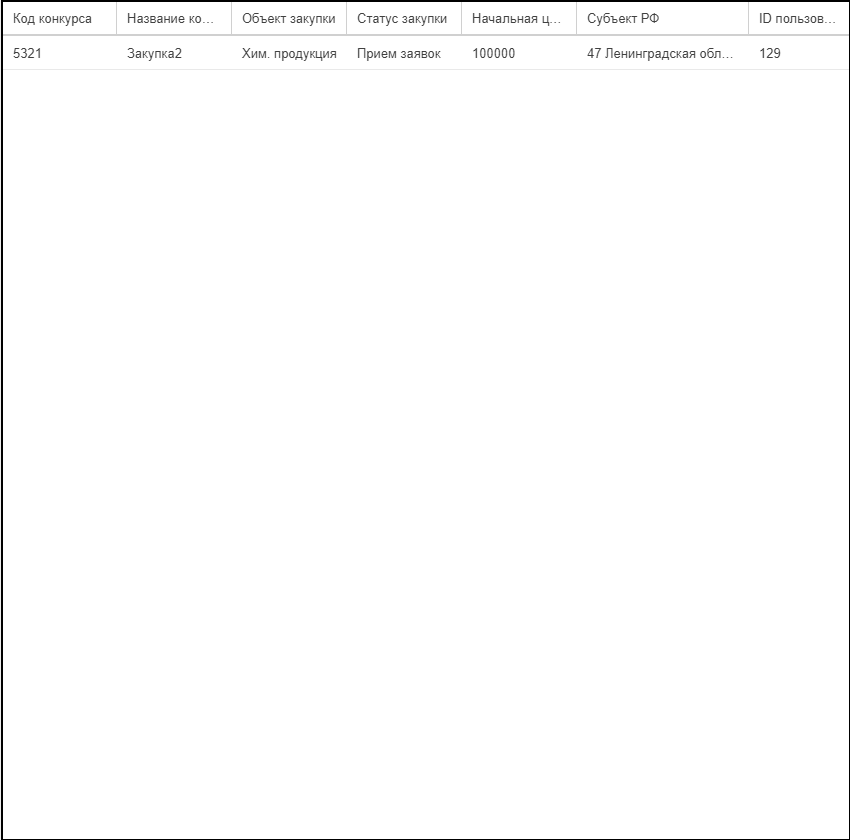 Код конкурса Название ко... Объект закупки Статус закупки Начальная ц... Субъект РФ ID пользов...
5321 Закупка2 Хим. продукция Прием заявок 100000 47 Ленинградская обл... 129